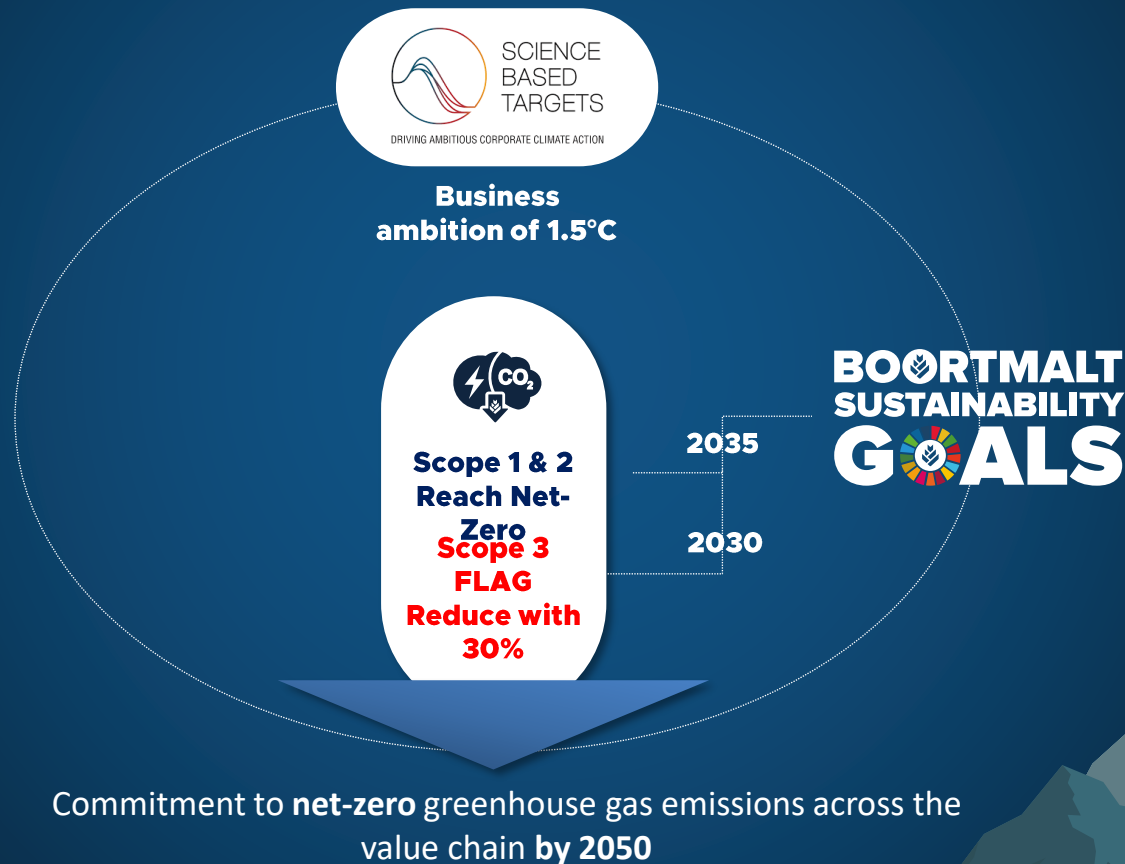 SCIENCE
BASED
TARGETS
DRIVING AMBITIOUS CORPORATE CLIMATE ACTION
Business
ambition of 1.5°C
CO₂
Scope 1 & 2
Reach Net-
Zero
Scope 3
FLAG
Reduce with
30%
2035
2030
BOORTMALT
SUSTAINABILITY
GOALS
Commitment to net-zero greenhouse gas emissions across the
value chain by 2050